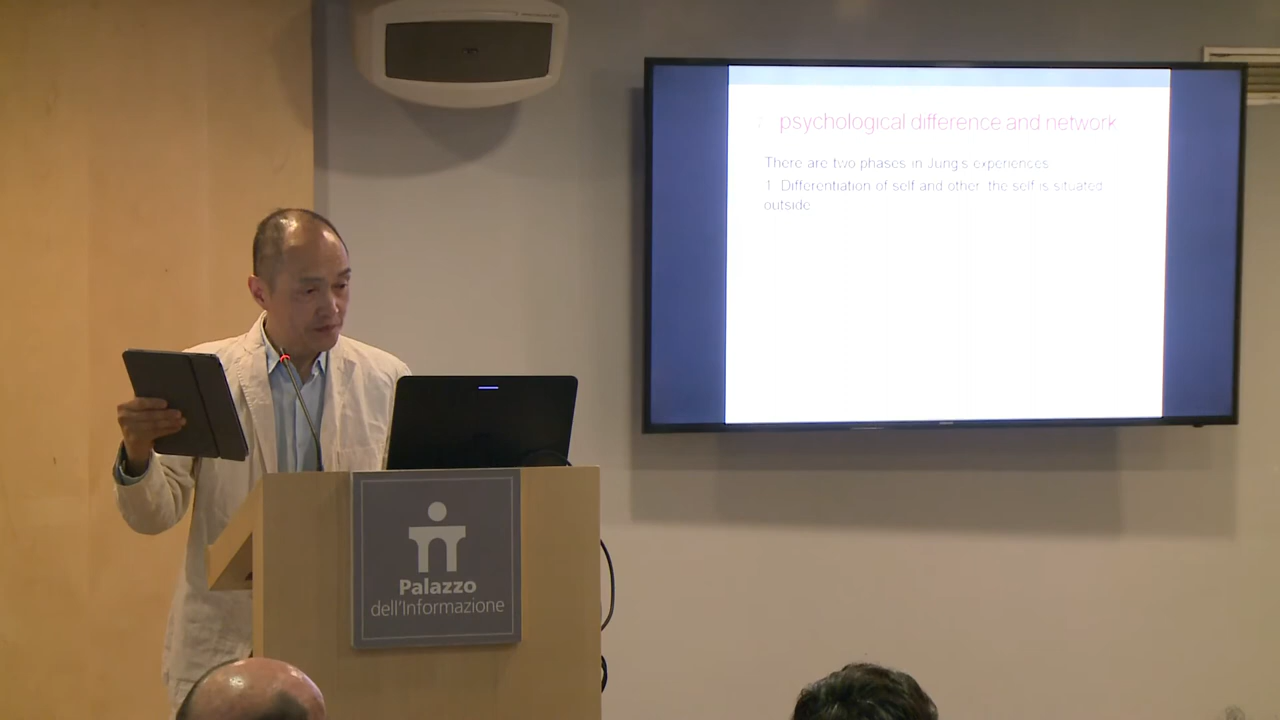 psychological difference and network
There are two phases in Jung's experiences
1. Differentiation of self and other: the self is situated
outside
Palazzo
dell'Informazione